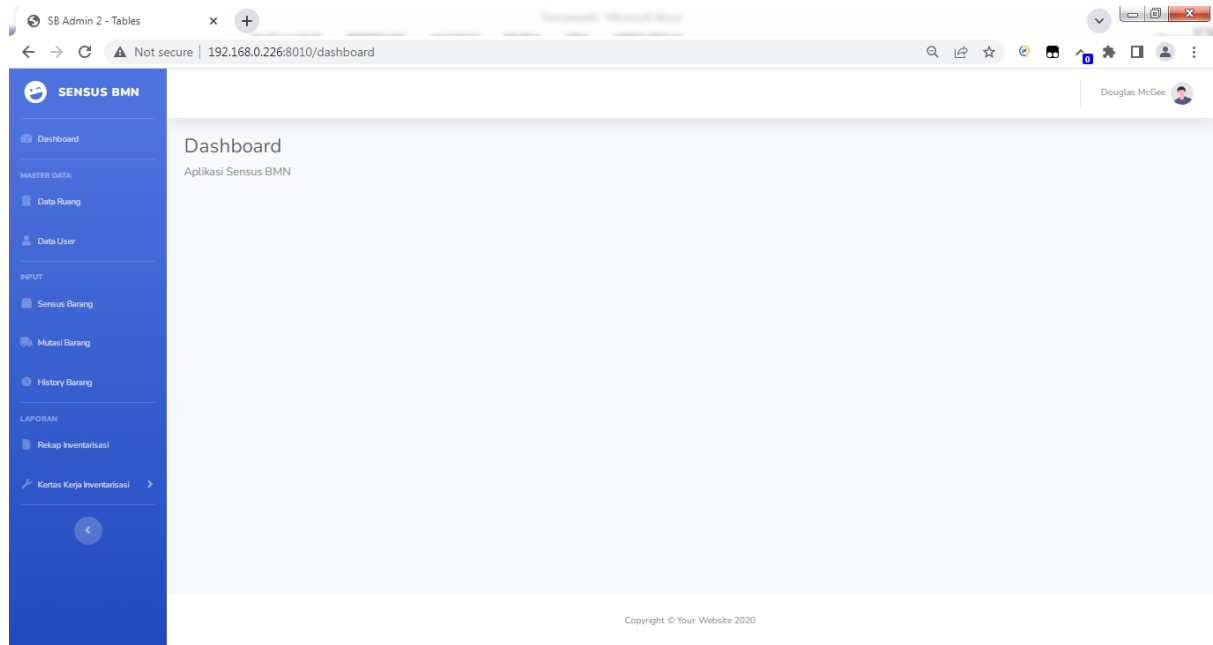 SB Admin 2 - Tables
Not secure | 192.168.0.226:8010/dashboard
0
SENSUS BMN
Douglas McGee
Dashboard
MASTER DATA
Data Ruang
Data User
INPUT
Sensus Barang
Mutasi Barang
History Barang
LAPORAN
Rekap Inventarisasi
Kertas Kerja Inventarisasi
Dashboard
Aplikasi Sensus BMN
Copyright © Your Website 2020